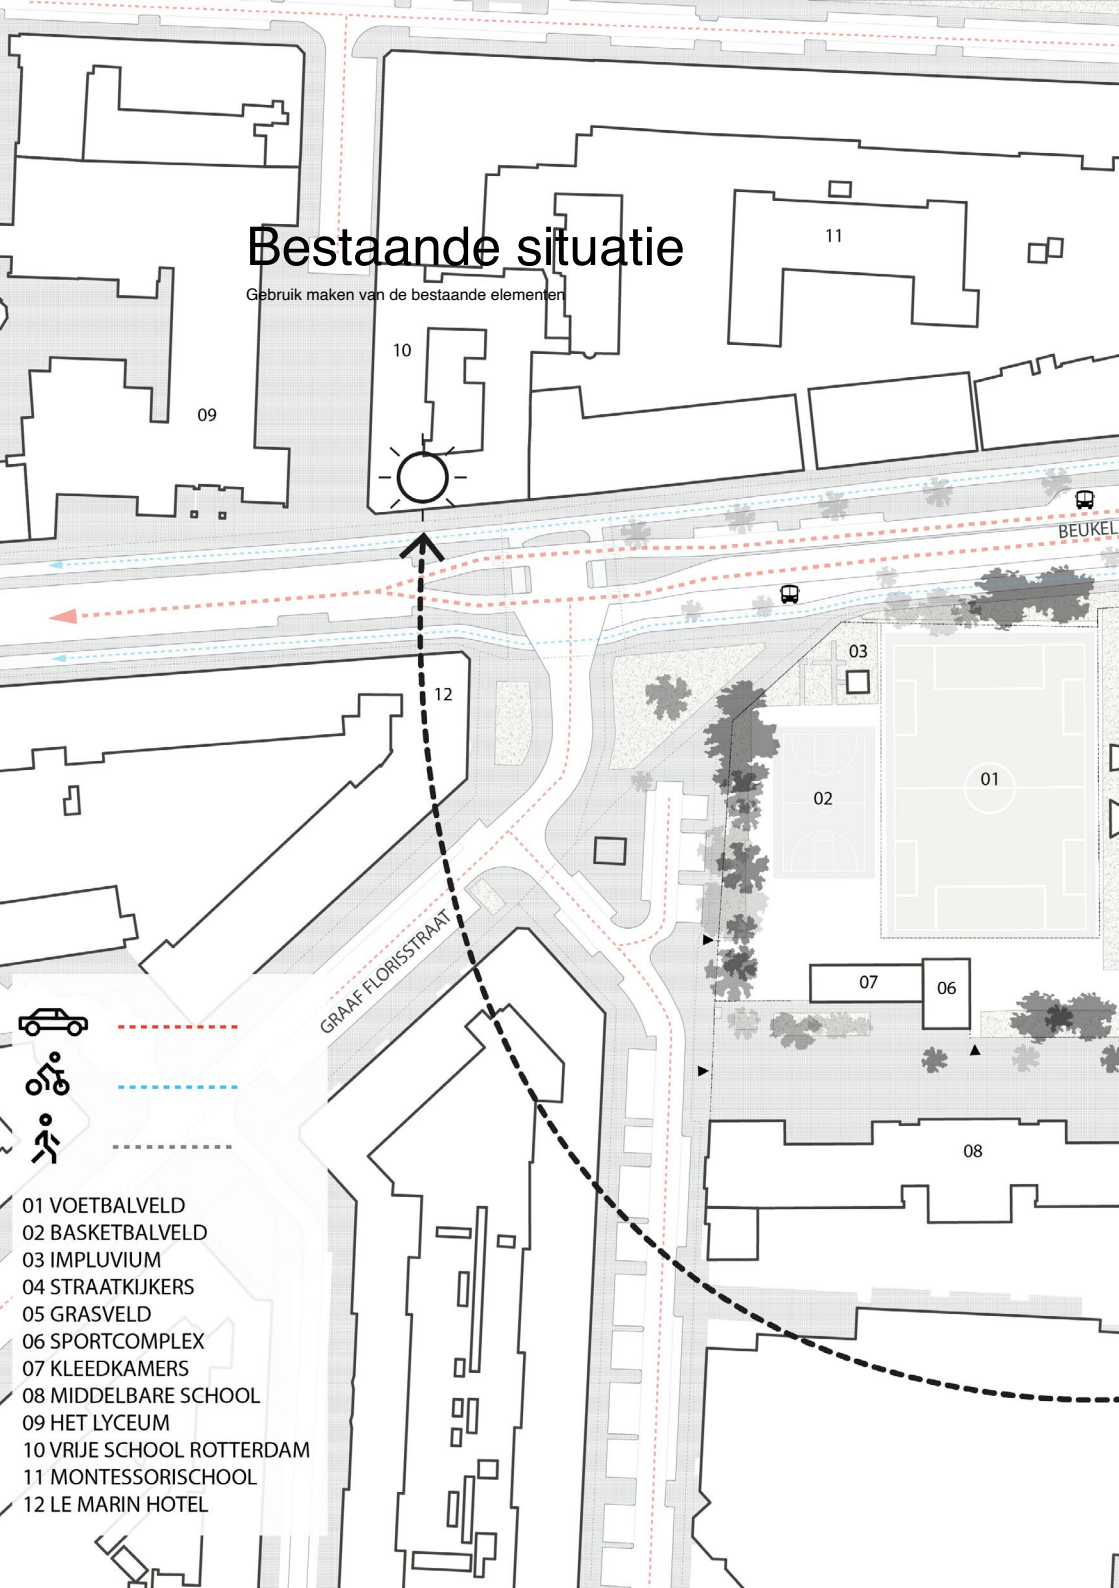 Bestaande situatie
Gebruik maken van de bestaande elementen
11
10
09
BEUKEL
03
12
01
02
GRAAF FLORISSTRAAT
07
06
08
01 VOETBALVELD
02 BASKETBALVELD
03 IMPLUVIUM
04 STRAATKIJKERS
05 GRASVELD
06 SPORTCOMPLEX
07 KLEEDKAMERS
08 MIDDELBARE SCHOOL
09 HET LYCEUM
10 VRIJE SCHOOL ROTTERDAM
11 MONTESSORISCHOOL
12 LE MARIN HOTEL